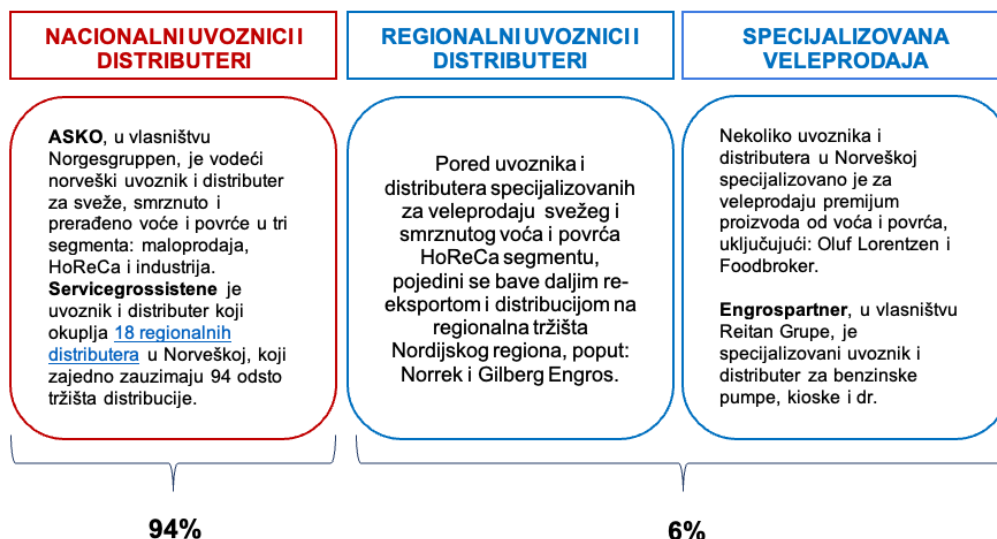 NACIONALNI UVOZNICI I
DISTRIBUTERI
ASKO, u vlasništvu
Norgesgruppen, je vodeći
norveški uvoznik i distributer
za sveže, smrznuto i
prerađeno voće i povrće u tri
segmenta: maloprodaja,
HoReCa i industrija.
Servicegrossistene je
uvoznik i distributer koji
okuplja 18 regionalnih
distributera u Norveškoj, koji
zajedno zauzimaju 94 odsto
tržišta distribucije.
94%
REGIONALNI UVOZNICI I
DISTRIBUTERI
Pored uvoznika i
distributera specijalizovanih
za veleprodaju svežeg i
smrznutog voća i povrća
HoReCa segmentu,
pojedini se bave daljim re-
eksportom i distribucijom na
regionalna tržišta
Nordijskog regiona, poput:
Norrek i Gilberg Engros.
SPECIJALIZOVANA
VELEPRODAJA
Nekoliko uvoznika i
distributera u Norveškoj
specijalizovano je za
veleprodaju premijum
proizvoda od voća i povrća,
uključujući: Oluf Lorentzen i
Foodbroker.
Engrospartner, u vlasništvu
Reitan Grupe, je
specijalizovani uvoznik i
distributer za benzinske
pumpe, kioske i dr.
6%